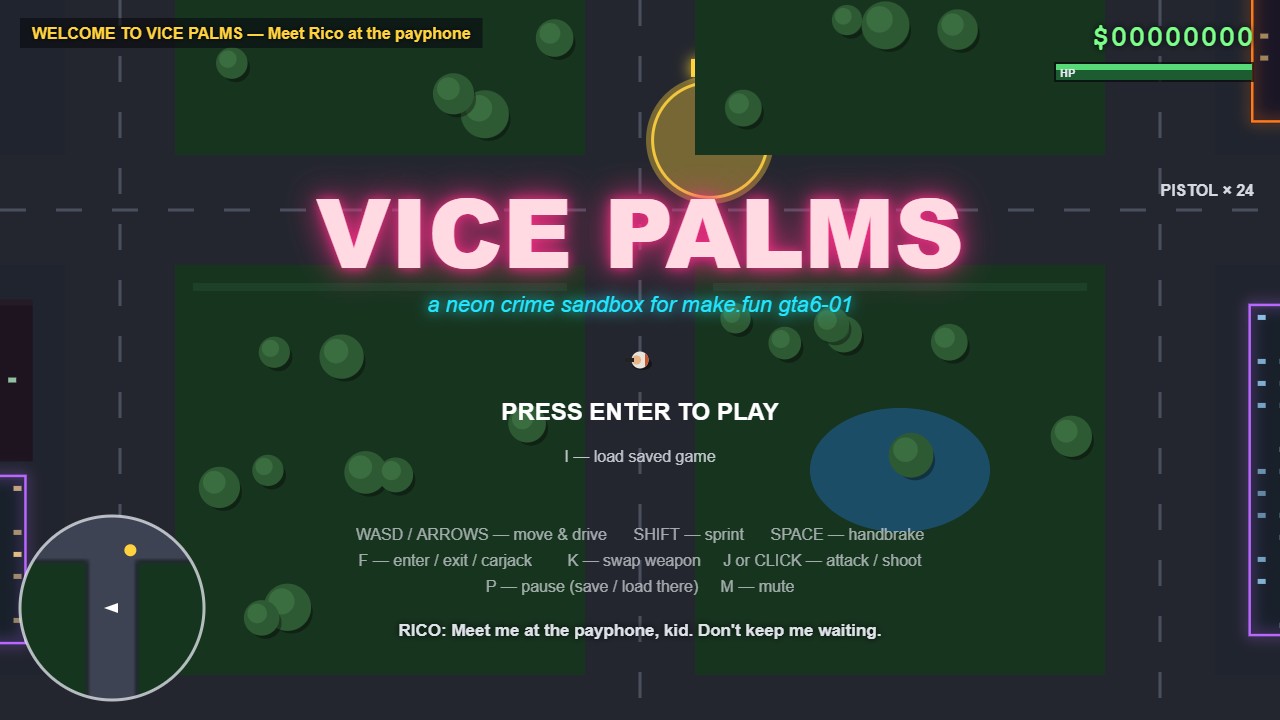 WELCOME TO VICE PALMS — Meet Rico at the payphone
$00000000
HP
PISTOL × 24
VICE PALMS
a neon crime sandbox for make.fun gta6-01
PRESS ENTER TO PLAY
I — load saved game
WASD / ARROWS — move & drive SHIFT — sprint SPACE — handbrake
F — enter / exit / carjack K — swap weapon J or CLICK — attack / shoot
P — pause (save / load there) M — mute
RICO: Meet me at the payphone, kid. Don't keep me waiting.